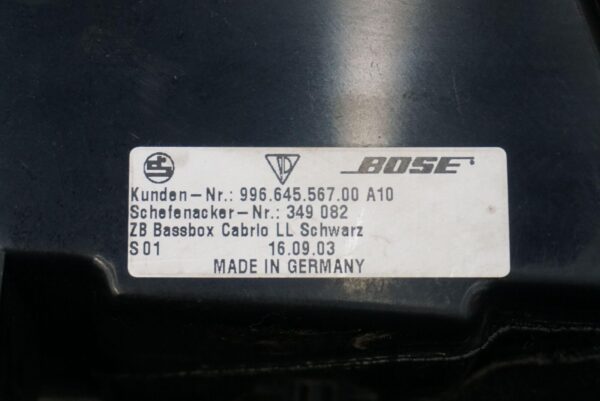 BOSE
Kunden-Nr.: 996.645.567.00 A10
Schefenacker-Nr.: 349 082
ZB Bassbox Cabrio LL Schwarz
S01 16.09.03
MADE IN GERMANY